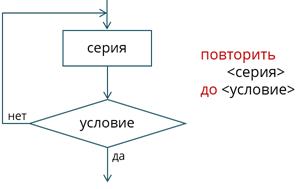 серия
условие
нет
да
повторить
<серия>
до <условие>